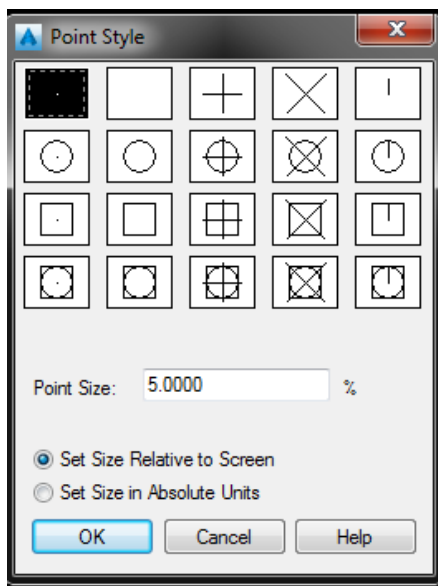 Point Style
Point Size: 5.0000 %
Set Size Relative to Screen
Set Size in Absolute Units
OK Cancel Help